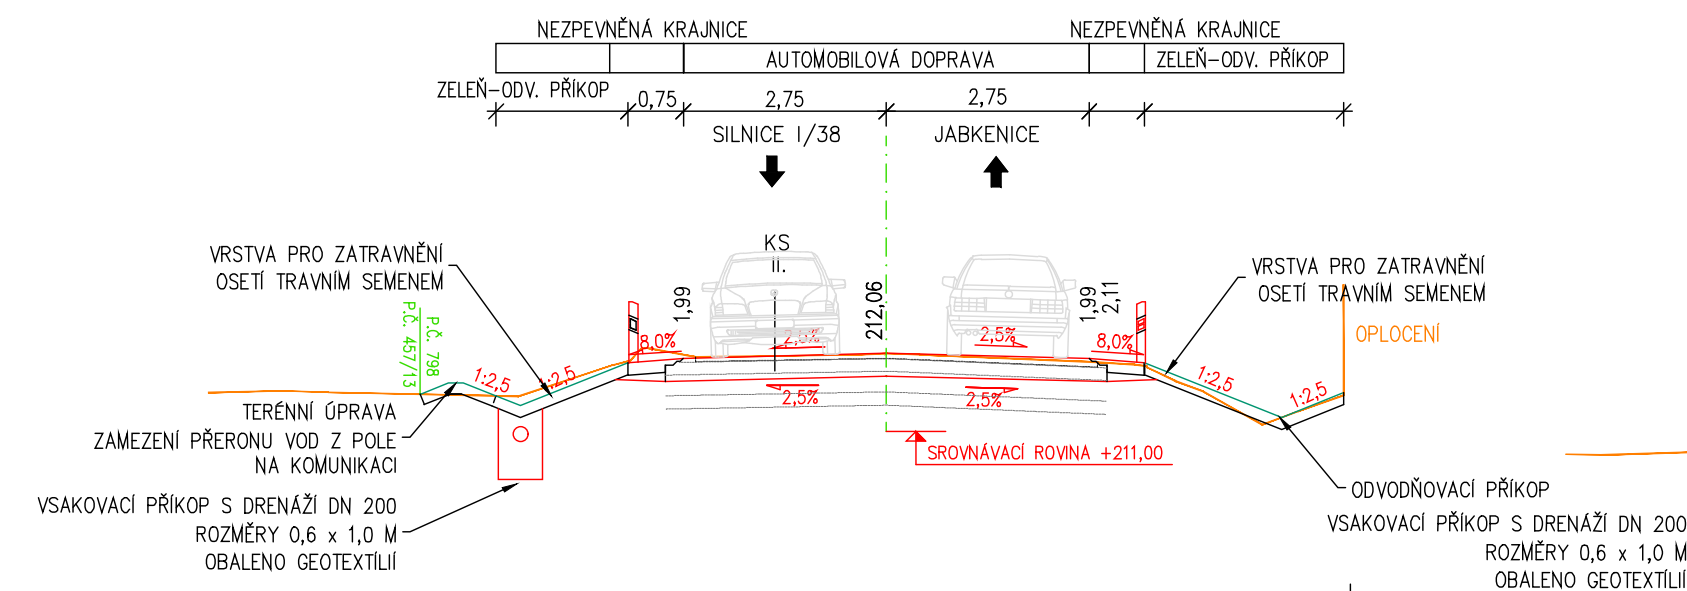 NEZPEVNĚNÁ KRAJNICE
NEZPEVNĚNÁ KRAJNICE
AUTOMOBILOVÁ DOPRAVA
ZELEŇ-ODV. PŘÍKOP
ZELEŇ-ODV. PŘÍKOP
0,75
2,75
2,75
SILNICE I/38
JABKENICE
KS
II.
VRSTVA PRO ZATRAVNĚNÍ
OSETÍ TRAVNÍM SEMENEM
VRSTVA PRO ZATRAVNĚNÍ
OSETÍ TRAVNÍM SEMENEM
P.Č. 798
P.Č. 457/13
1,99
212,06
1,99
2,11
OPLOCENÍ
8,0%
2,5%
2,5%
8,0%
1:2,5
1:2,5
1:2,5
1:2,5
2,5%
2,5%
TERÉNNÍ ÚPRAVA
ZAMEZENÍ PŘERONU VOD Z POLE
NA KOMUNIKACI
SROVNÁVACÍ ROVINA +211,00
VSAKOVACÍ PŘÍKOP S DRENÁŽÍ DN 200
ROZMĚRY 0,6 x 1,0 M
OBALENO GEOTEXTÍLIÍ
ODVODŇOVACÍ PŘÍKOP
VSAKOVACÍ PŘÍKOP S DRENÁŽÍ DN 200
ROZMĚRY 0,6 x 1,0 M
OBALENO GEOTEXTÍLIÍ